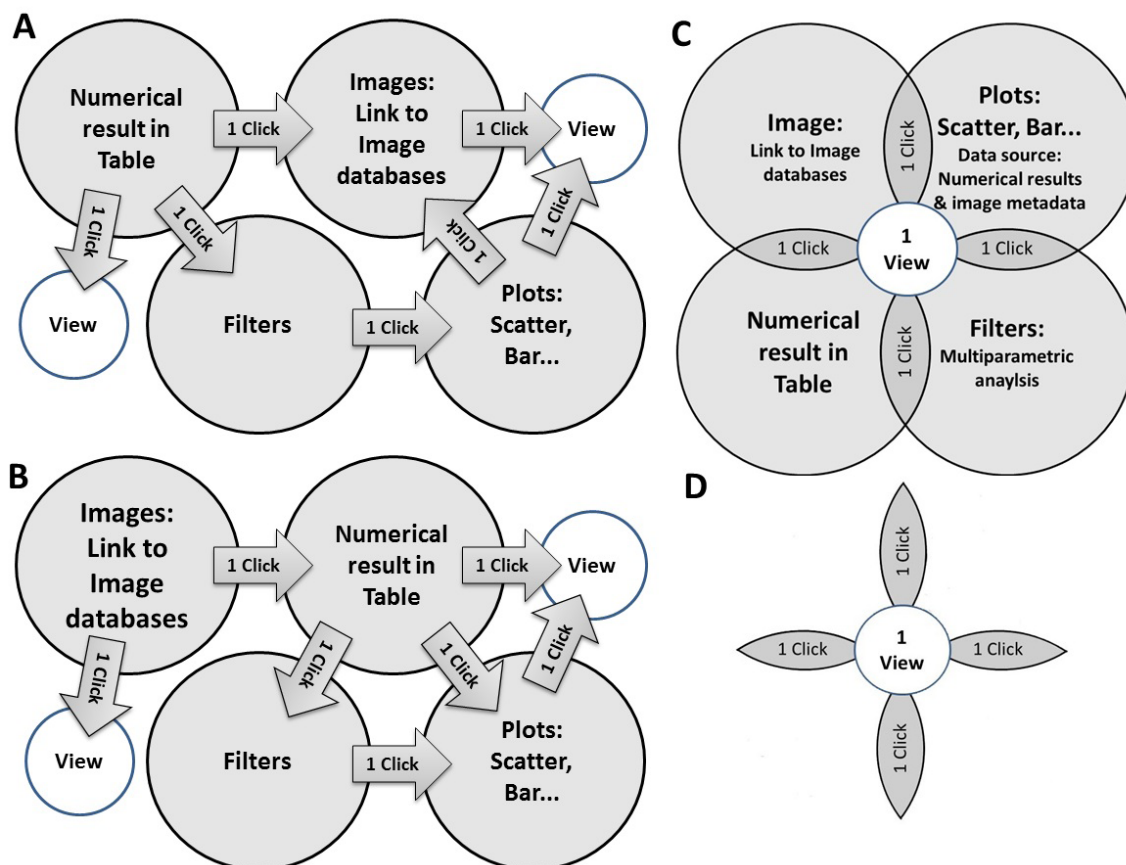 A
Numerical
result in
Table
1 Click
Images:
Link to
Image
databases
1 Click
View
1 Click
1 Click
1 Click
1 Click
View
Filters
1 Click
Plots:
Scatter,
Bar...
B
Images:
Link to
Image
databases
1 Click
Numerical
result in
Table
1 Click
View
1 Click
1 Click
1 Click
1 Click
View
Filters
1 Click
Plots:
Scatter,
Bar...
C
Image:
Link to Image
databases
1 Click
Plots:
Scatter, Bar...
Data source:
Numerical results
& image metadata
1 Click
1
View
1 Click
Numerical
result in
Table
1 Click
Filters:
Multiparametric
anaylsis
D
1 Click
1 Click
1
View
1 Click
1 Click